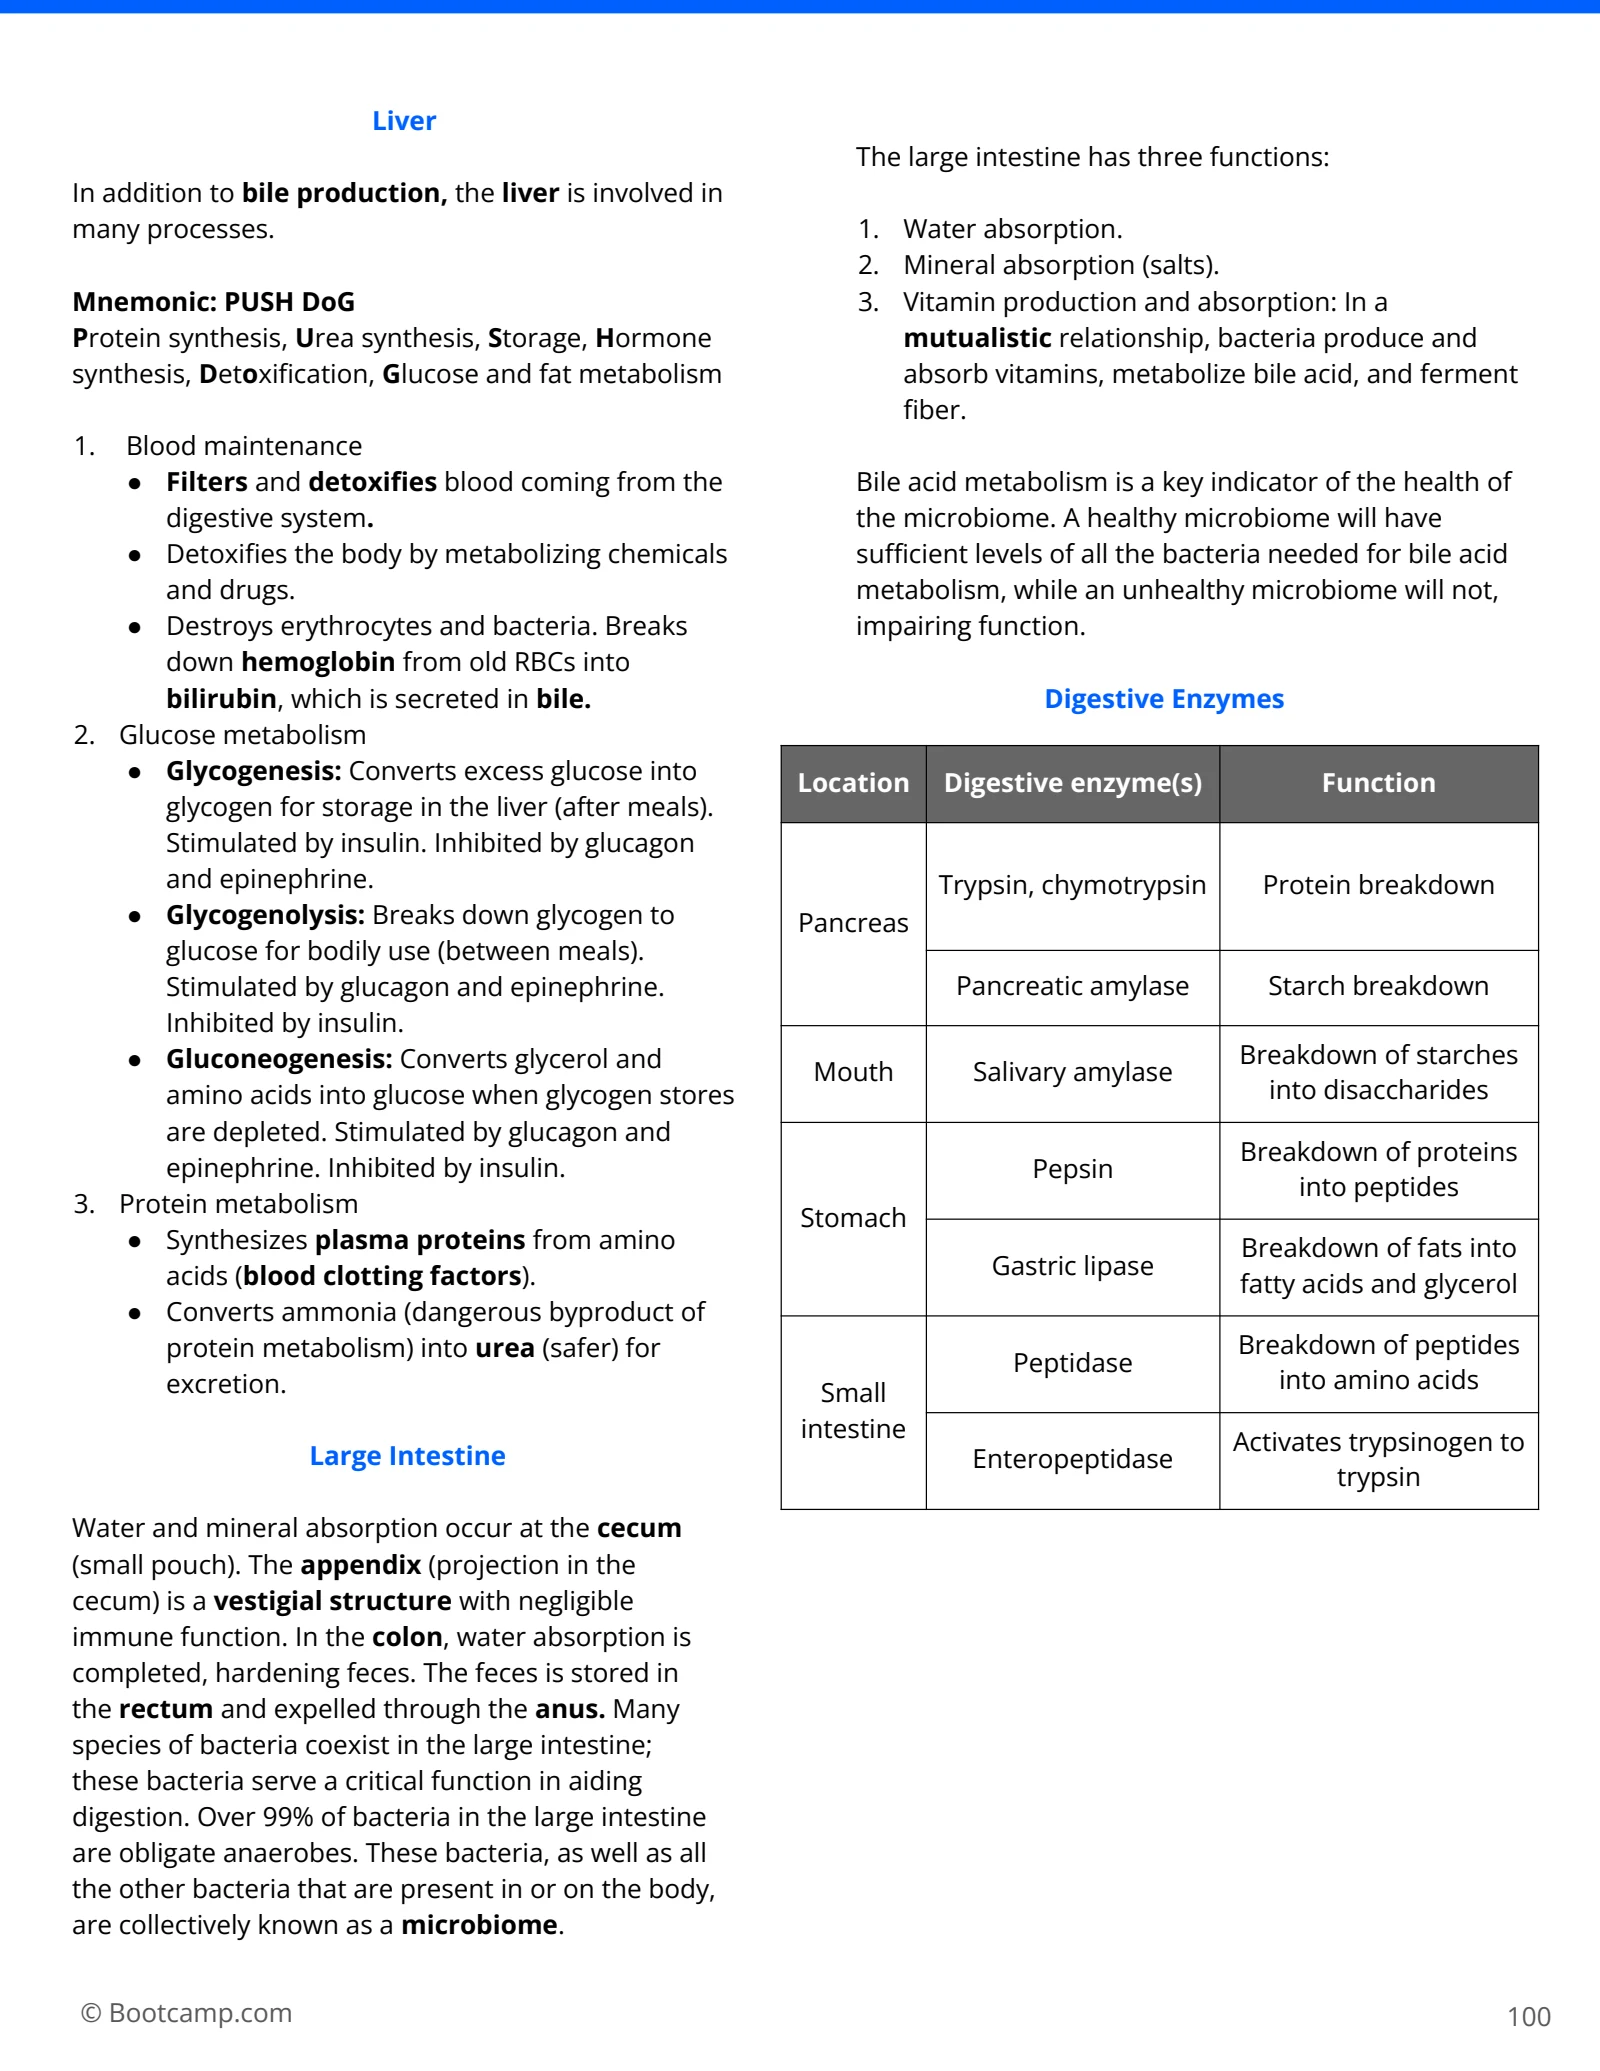 Liver
In addition to bile production, the liver is involved in
many processes.
Mnemonic: PUSH DoG
Protein synthesis, Urea synthesis, Storage, Hormone
synthesis, Detoxification, Glucose and fat metabolism
1. Blood maintenance
● Filters and detoxifies blood coming from the
digestive system.
● Detoxifies the body by metabolizing chemicals
and drugs.
● Destroys erythrocytes and bacteria. Breaks
down hemoglobin from old RBCs into
bilirubin, which is secreted in bile.
2. Glucose metabolism
● Glycogenesis: Converts excess glucose into
glycogen for storage in the liver (after meals).
Stimulated by insulin. Inhibited by glucagon
and epinephrine.
● Glycogenolysis: Breaks down glycogen to
glucose for bodily use (between meals).
Stimulated by glucagon and epinephrine.
Inhibited by insulin.
● Gluconeogenesis: Converts glycerol and
amino acids into glucose when glycogen stores
are depleted. Stimulated by glucagon and
epinephrine. Inhibited by insulin.
3. Protein metabolism
● Synthesizes plasma proteins from amino
acids (blood clotting factors).
● Converts ammonia (dangerous byproduct of
protein metabolism) into urea (safer) for
excretion.
Large Intestine
Water and mineral absorption occur at the cecum
(small pouch). The appendix (projection in the
cecum) is a vestigial structure with negligible
immune function. In the colon, water absorption is
completed, hardening feces. The feces is stored in
the rectum and expelled through the anus. Many
species of bacteria coexist in the large intestine;
these bacteria serve a critical function in aiding
digestion. Over 99% of bacteria in the large intestine
are obligate anaerobes. These bacteria, as well as all
the other bacteria that are present in or on the body,
are collectively known as a microbiome.
The large intestine has three functions:
1. Water absorption.
2. Mineral absorption (salts).
3. Vitamin production and absorption: In a
mutualistic relationship, bacteria produce and
absorb vitamins, metabolize bile acid, and ferment
fiber.
Bile acid metabolism is a key indicator of the health of
the microbiome. A healthy microbiome will have
sufficient levels of all the bacteria needed for bile acid
metabolism, while an unhealthy microbiome will not,
impairing function.
Digestive Enzymes
Location Digestive enzyme(s) Function
Pancreas
Trypsin, chymotrypsin Protein breakdown
Pancreatic amylase Starch breakdown
Mouth Salivary amylase Breakdown of starches
into disaccharides
Stomach
Pepsin Breakdown of proteins
into peptides
Gastric lipase Breakdown of fats into
fatty acids and glycerol
Small
intestine
Peptidase Breakdown of peptides
into amino acids
Enteropeptidase Activates trypsinogen to
trypsin
© Bootcamp.com
100